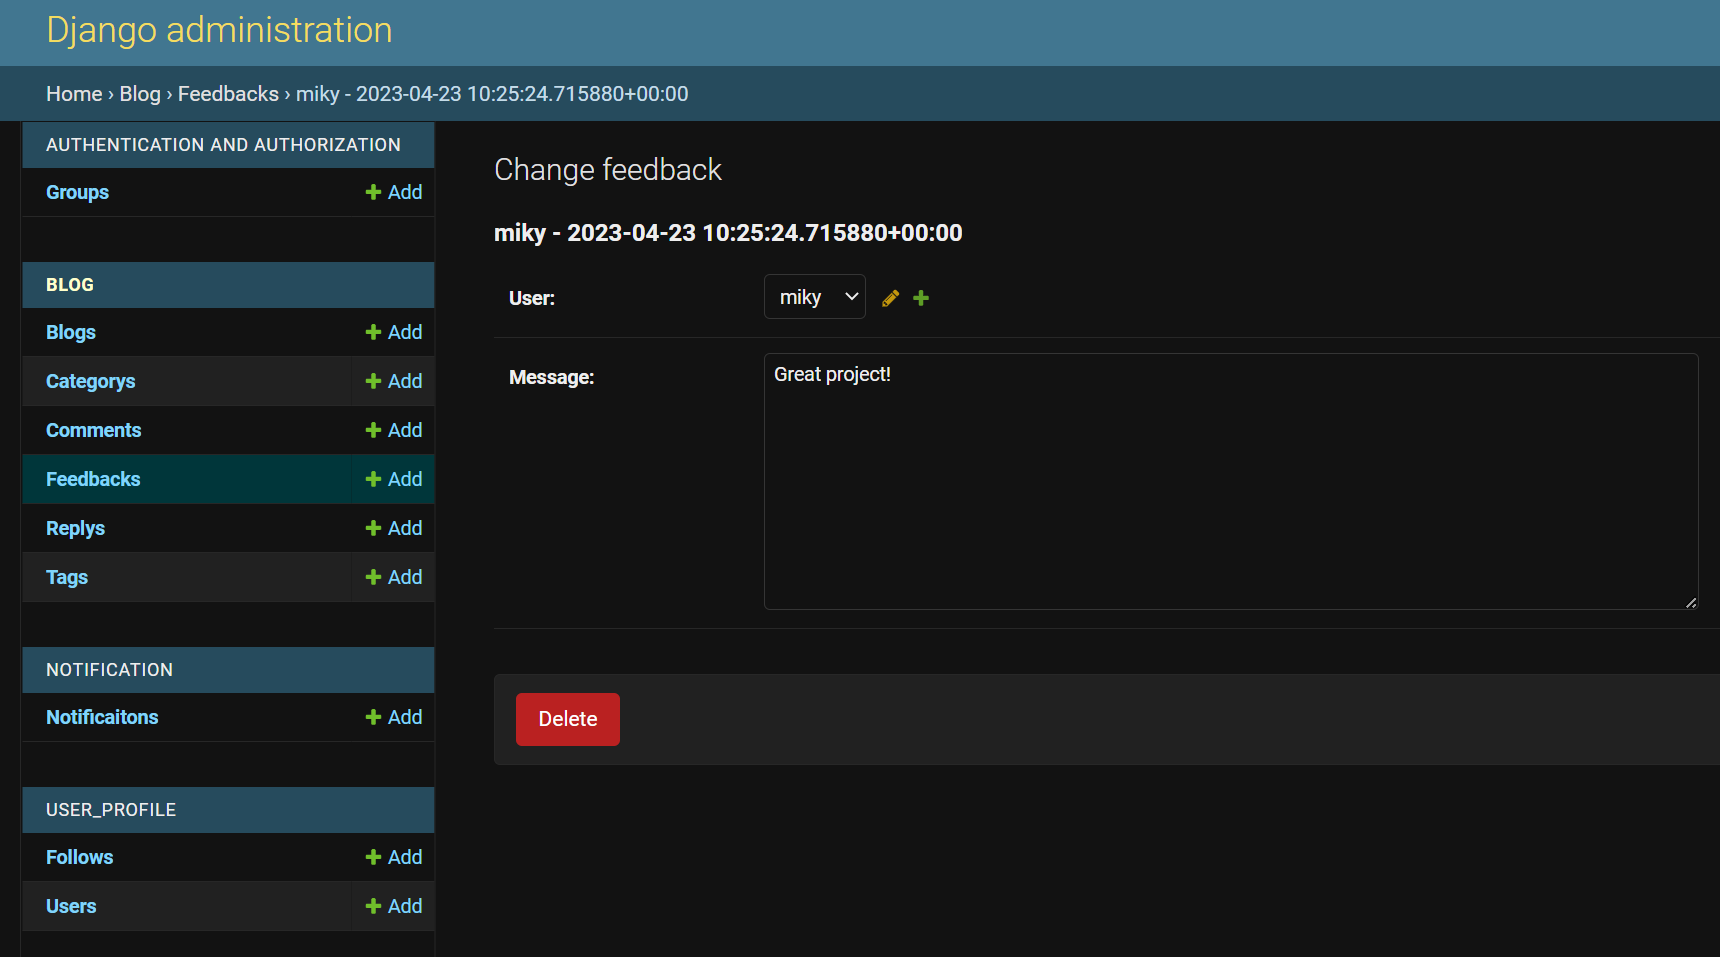 Django administration
Home › Blog › Feedbacks › miky - 2023-04-23 10:25:24.715880+00:00
AUTHENTICATION AND AUTHORIZATION
Groups Add
BLOG
Blogs Add
Categorys Add
Comments Add
Feedbacks Add
Replys Add
Tags Add
NOTIFICATION
Notificaitons Add
USER_PROFILE
Follows Add
Users Add
Change feedback
miky - 2023-04-23 10:25:24.715880+00:00
User: miky
Message: Great project!
Delete